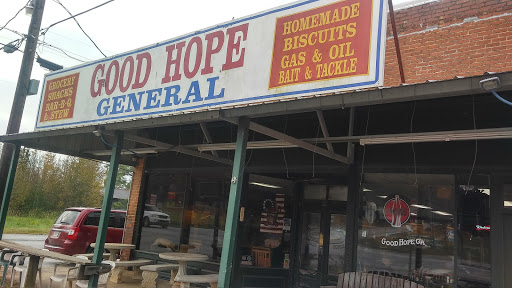 GROCERY
SNACKS
BAR-B-Q
& STEW
GOOD HOPE
GENERAL
HOMEMADE
BISCUITS
GAS & OIL
BAIT & TACKLE
GOOD HOPE, GA